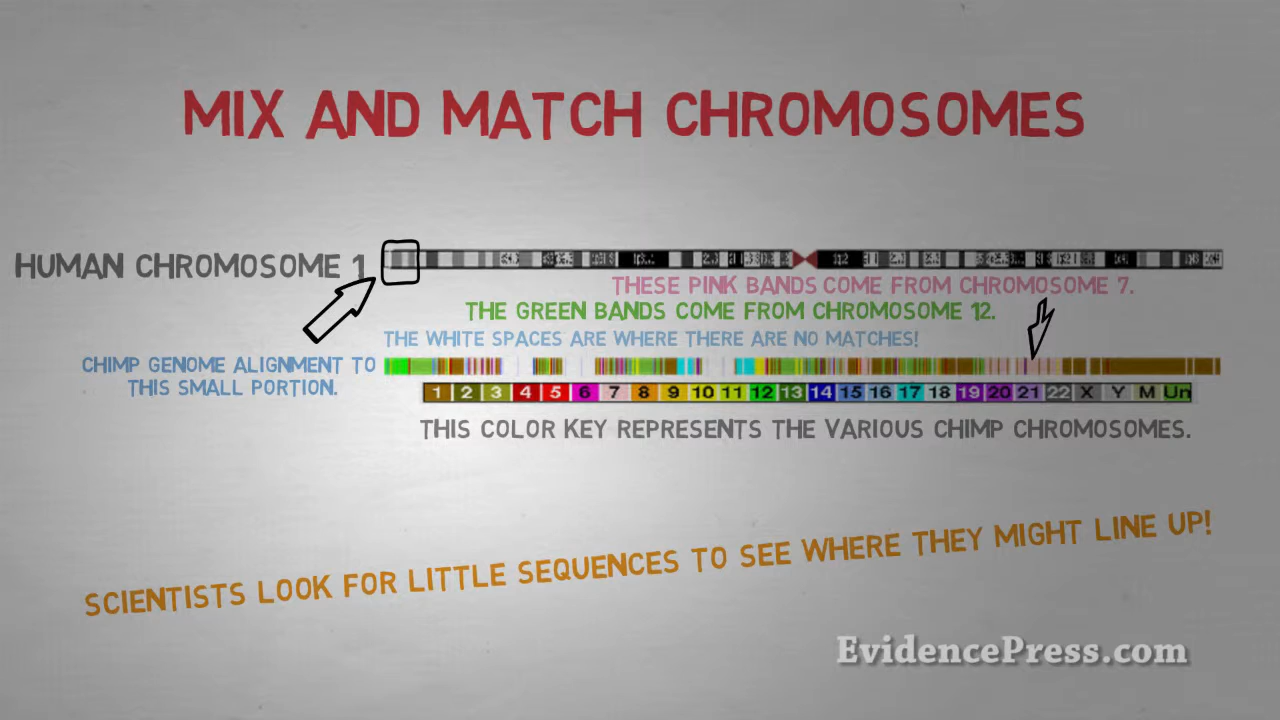 MIX AND MATCH CHROMOSOMES
HUMAN CHROMOSOME 1
THESE PINK BANDS COME FROM CHROMOSOME 7.
THE GREEN BANDS COME FROM CHROMOSOME 12.
THE WHITE SPACES ARE WHERE THERE ARE NO MATCHES!
CHIMP GENOME ALIGNMENT TO
THIS SMALL PORTION.
1 2 3 4 5 6 7 8 9 10 11 12 13 14 15 16 17 18 19 20 21 22 X Y M Un
THIS COLOR KEY REPRESENTS THE VARIOUS CHIMP CHROMOSOMES.
SCIENTISTS LOOK FOR LITTLE SEQUENCES TO SEE WHERE THEY MIGHT LINE UP!
EvidencePress.com